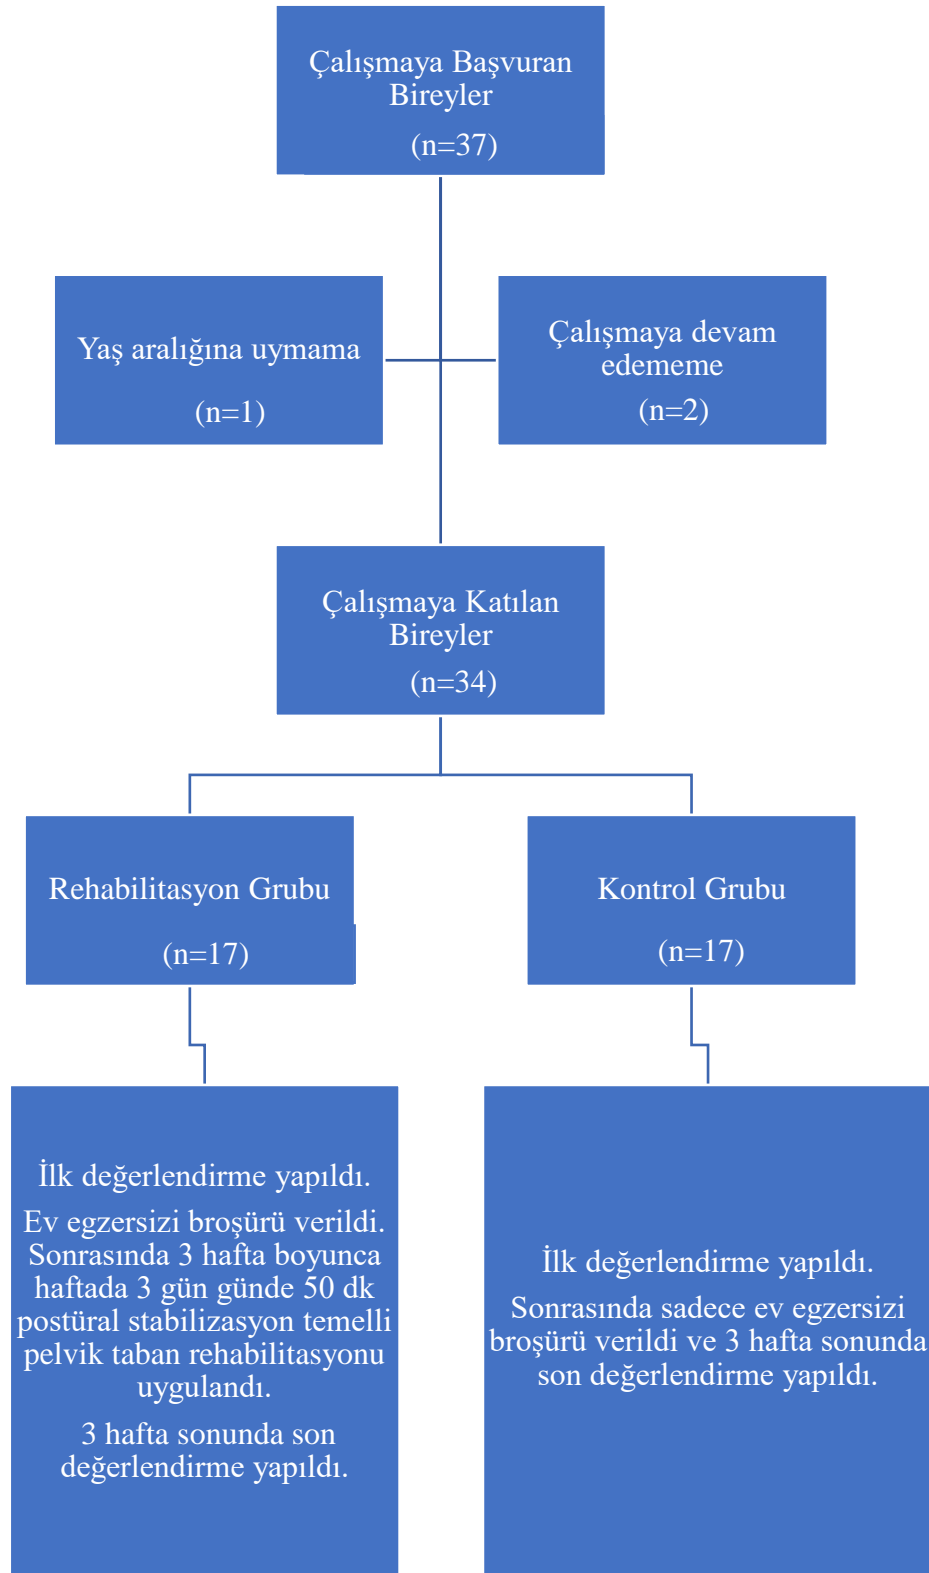 Çalışmaya Başvuran
Bireyler
(n=37)
Yaş aralığına uymama
(n=1)
Çalışmaya devam
edememe
(n=2)
Çalışmaya Katılan
Bireyler
(n=34)
Rehabilitasyon Grubu
(n=17)
Kontrol Grubu
(n=17)
İlk değerlendirme yapıldı.
Ev egzersizi broşürü verildi.
Sonrasında 3 hafta boyunca
haftada 3 gün günde 50 dk
postüral stabilizasyon temelli
pelvik taban rehabilitasyonu
uygulandı.
3 hafta sonunda son
değerlendirme yapıldı.
İlk değerlendirme yapıldı.
Sonrasında sadece ev egzersizi
broşürü verildi ve 3 hafta sonunda
son değerlendirme yapıldı.